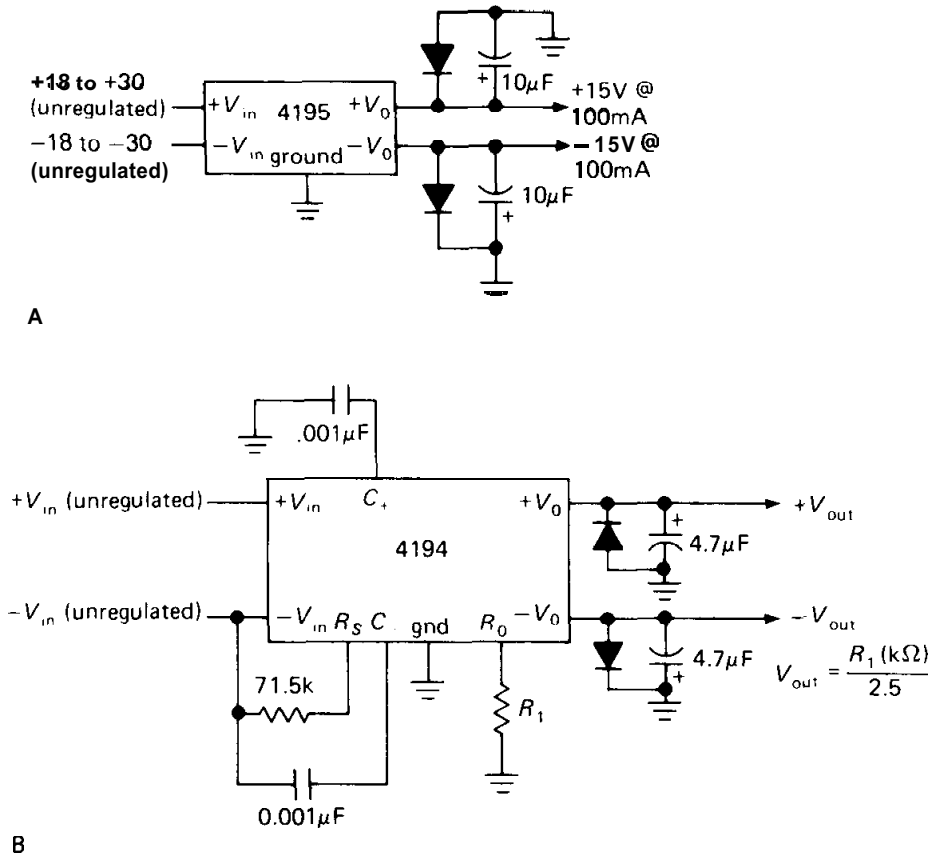 +18 to +30
(unregulated)
−18 to −30
(unregulated)
+V_in
4195
+V_0
−V_in
ground
−V_0
+
10μF
+15V @
100mA
−15V @
100mA
10μF
+
A
.001μF
+V_in (unregulated)
+V_in
C_+
+V_0
+
4.7μF
+V_out
4194
−V_in (unregulated)
−V_in
R_S
C_−
gnd
R_0
−V_0
4.7μF
+
−V_out
V_out = R_1 (kΩ)
2.5
71.5k
R_1
0.001μF
B